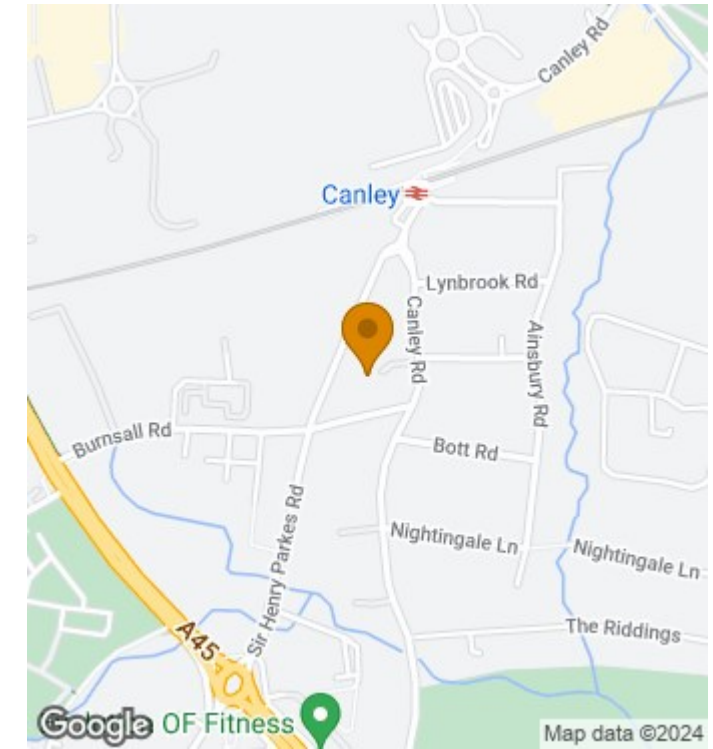 Canley Rd
Canley
Lynbrook Rd
Canley Rd
Ainsbury Rd
Burnsall Rd
Bott Rd
Sir Henry Parkes Rd
Nightingale Ln
Nightingale Ln
The Riddings
A45
Google
OF Fitness
Map data ©2024